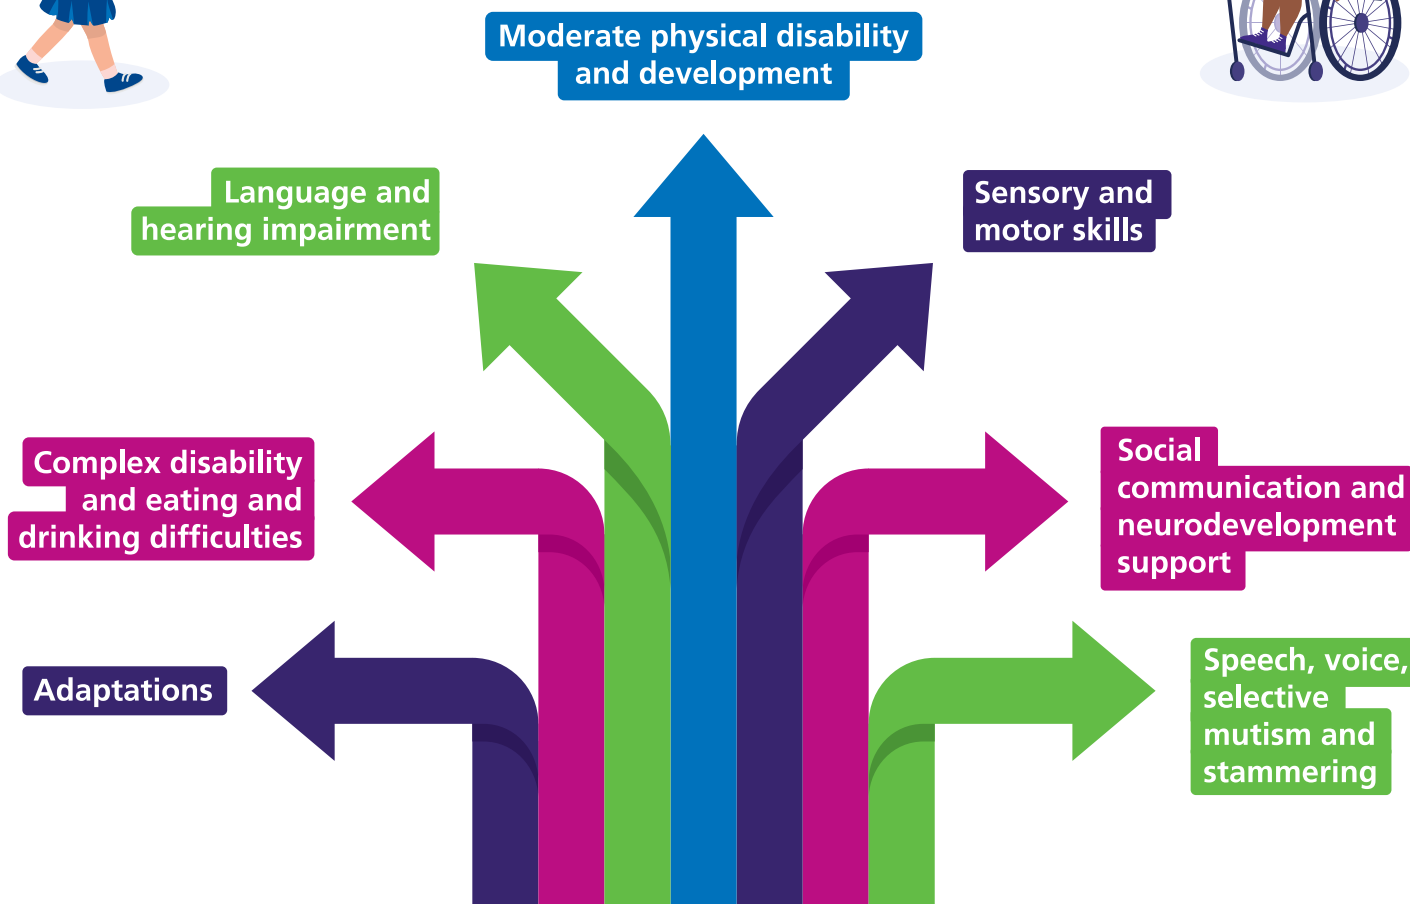 Moderate physical disability
and development
Language and
hearing impairment
Sensory and
motor skills
Complex disability
and eating and
drinking difficulties
Social
communication and
neurodevelopment
support
Adaptations
Speech, voice,
selective
mutism and
stammering